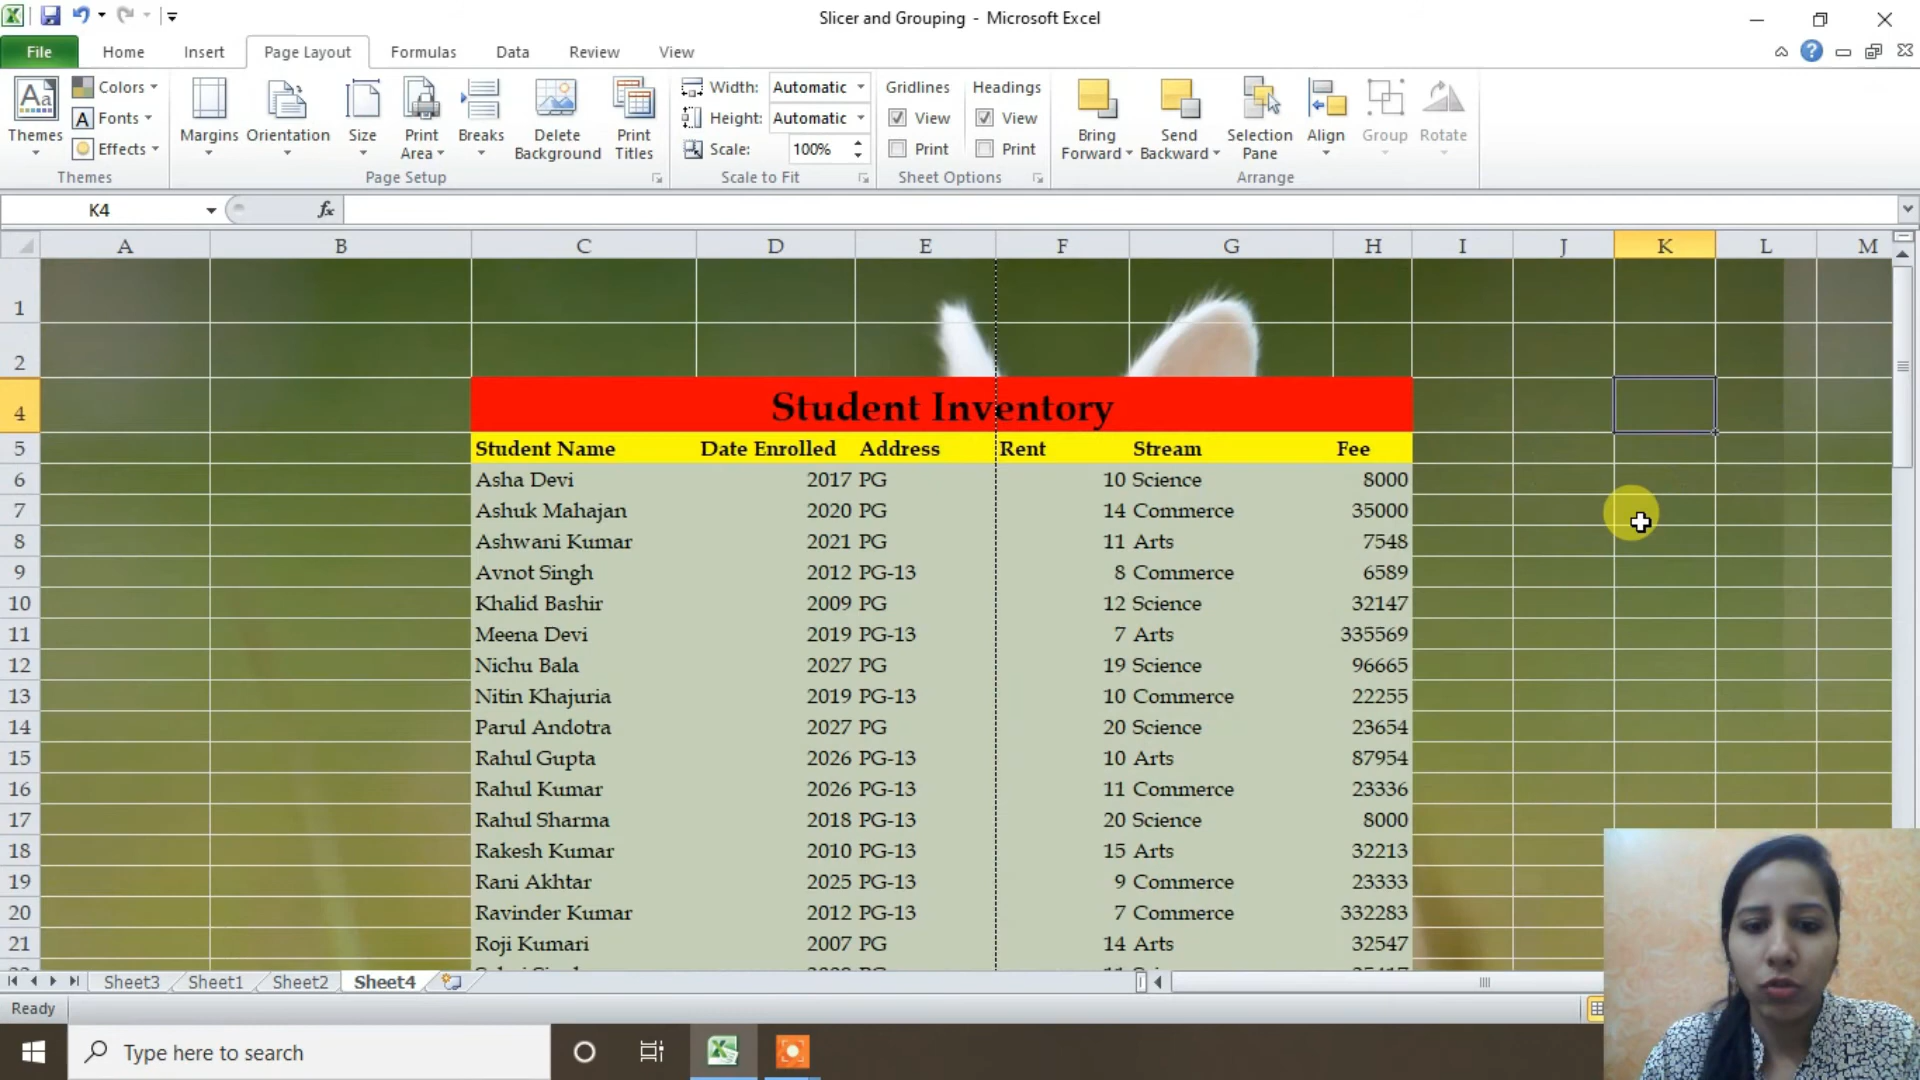 Slicer and Grouping - Microsoft Excel
File Home Insert Page Layout Formulas Data Review View
Aa Themes Colors A Fonts Effects Themes
Margins Orientation Size Print Area Breaks Delete Background Print Titles Page Setup
Width: Automatic Height: Automatic Scale: 100% Scale to Fit
Gridlines View Print Headings View Print Sheet Options
Bring Forward Send Backward Selection Pane Align Group Rotate Arrange
K4 fx
A B C D E F G H I J K L M
1
2
4 Student Inventory
5 Student Name Date Enrolled Address Rent Stream Fee
6 Asha Devi 2017 PG 10 Science 8000
7 Ashuk Mahajan 2020 PG 14 Commerce 35000
8 Ashwani Kumar 2021 PG 11 Arts 7548
9 Avnot Singh 2012 PG-13 8 Commerce 6589
10 Khalid Bashir 2009 PG 12 Science 32147
11 Meena Devi 2019 PG-13 7 Arts 335569
12 Nichu Bala 2027 PG 19 Science 96665
13 Nitin Khajuria 2019 PG-13 10 Commerce 22255
14 Parul Andotra 2027 PG 20 Science 23654
15 Rahul Gupta 2026 PG-13 10 Arts 87954
16 Rahul Kumar 2026 PG-13 11 Commerce 23336
17 Rahul Sharma 2018 PG-13 20 Science 8000
18 Rakesh Kumar 2010 PG-13 15 Arts 32213
19 Rani Akhtar 2025 PG-13 9 Commerce 23333
20 Ravinder Kumar 2012 PG-13 7 Commerce 332283
21 Roji Kumari 2007 PG 14 Arts 32547
Sheet3 Sheet1 Sheet2 Sheet4
Ready
Type here to search